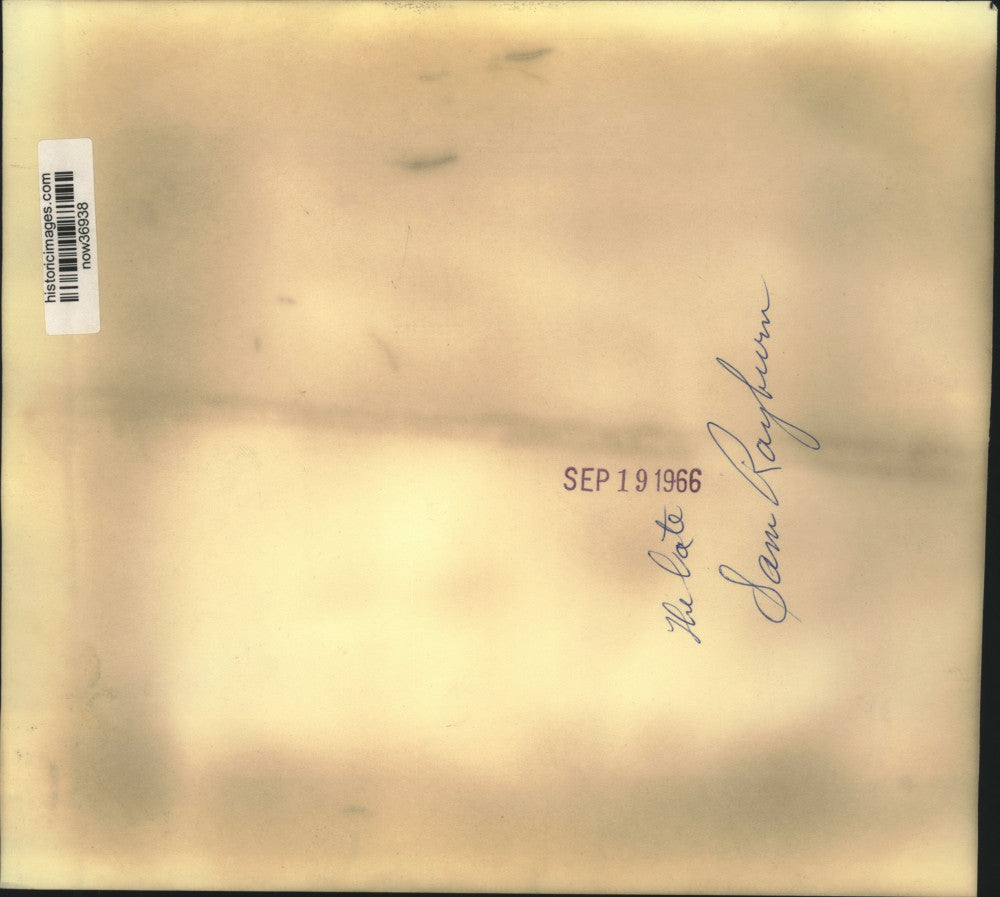 historicimages.com
now36938
SEP 19 1966
The Late
Sam Rayburn